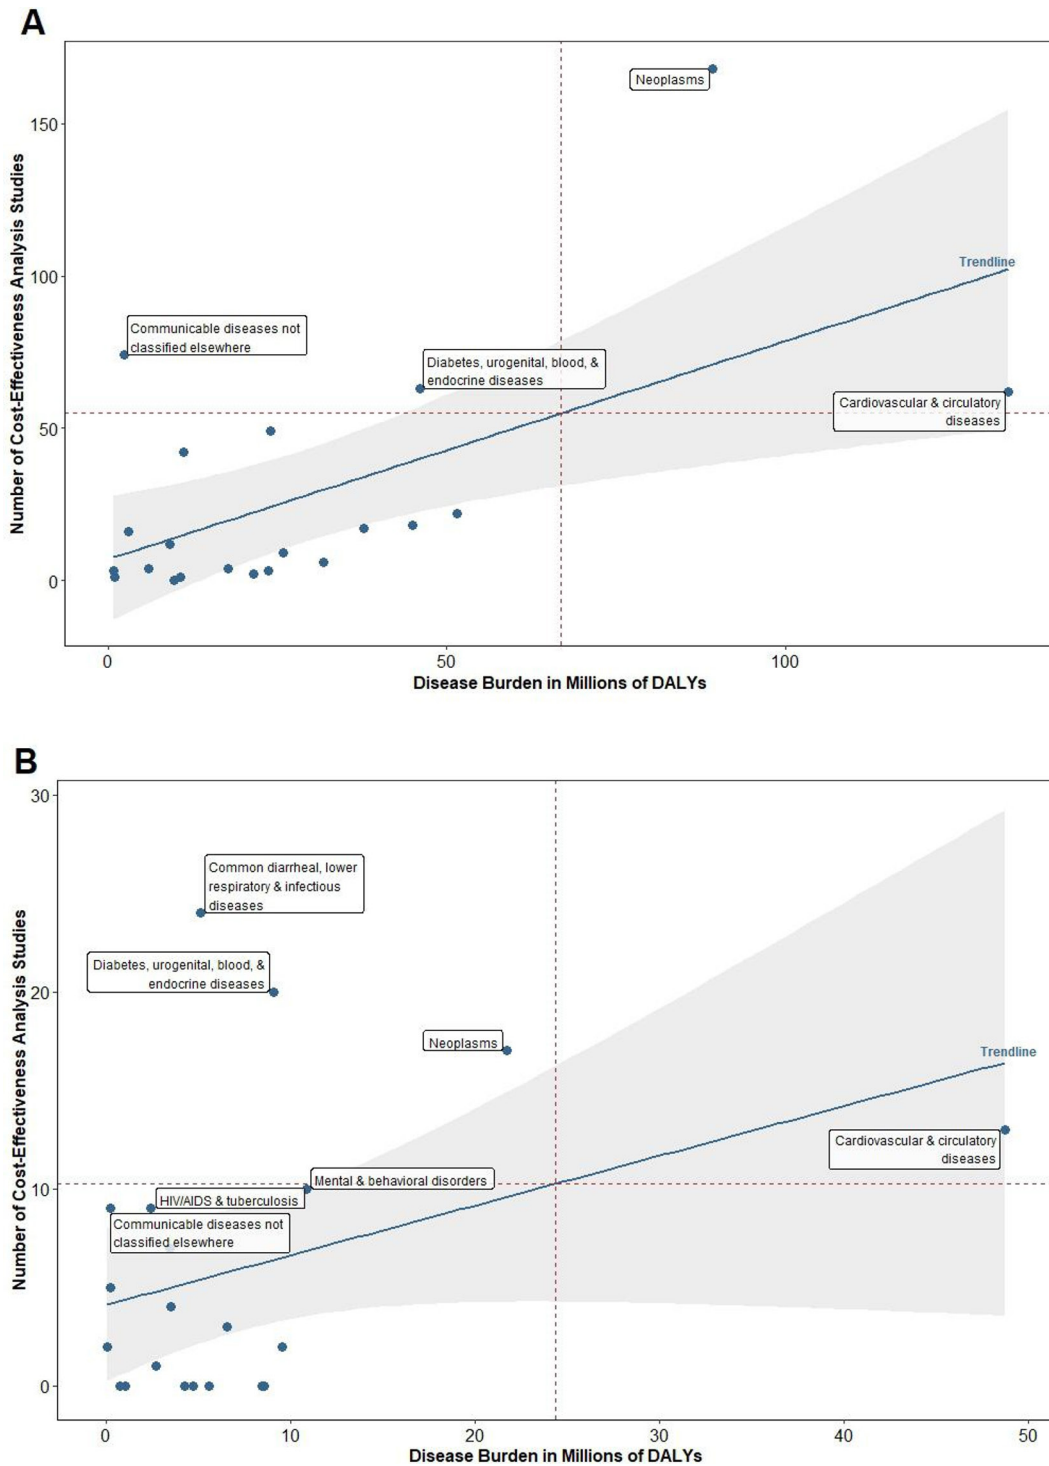 A
Number of Cost-Effectiveness Analysis Studies
150
100
50
0
Neoplasms
Trendline
Communicable diseases not
classified elsewhere
Diabetes, urogenital, blood, &
endocrine diseases
Cardiovascular & circulatory
diseases
0
50
100
Disease Burden in Millions of DALYs
B
Number of Cost-Effectiveness Analysis Studies
30
20
10
0
Common diarrheal, lower
respiratory & infectious
diseases
Diabetes, urogenital, blood, &
endocrine diseases
Neoplasms
Trendline
Cardiovascular & circulatory
diseases
Mental & behavioral disorders
HIV/AIDS & tuberculosis
Communicable diseases not
classified elsewhere
0
10
20
30
40
50
Disease Burden in Millions of DALYs